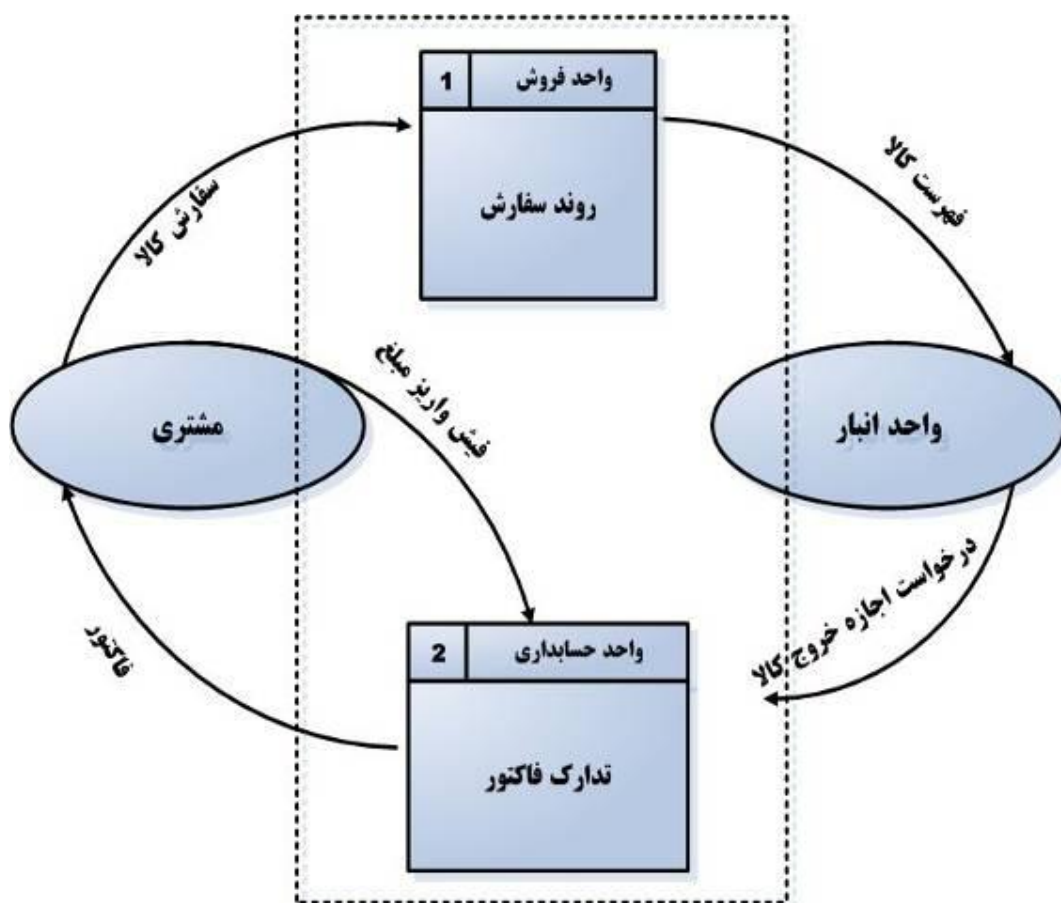 1
واحد فروش
روند سفارش
سفارش کالا
فهرست کالا
مشتری
فیش واریز مبلغ
واحد انبار
درخواست اجازه خروج کالا
فاکتور
2
واحد حسابداری
تدارک فاکتور